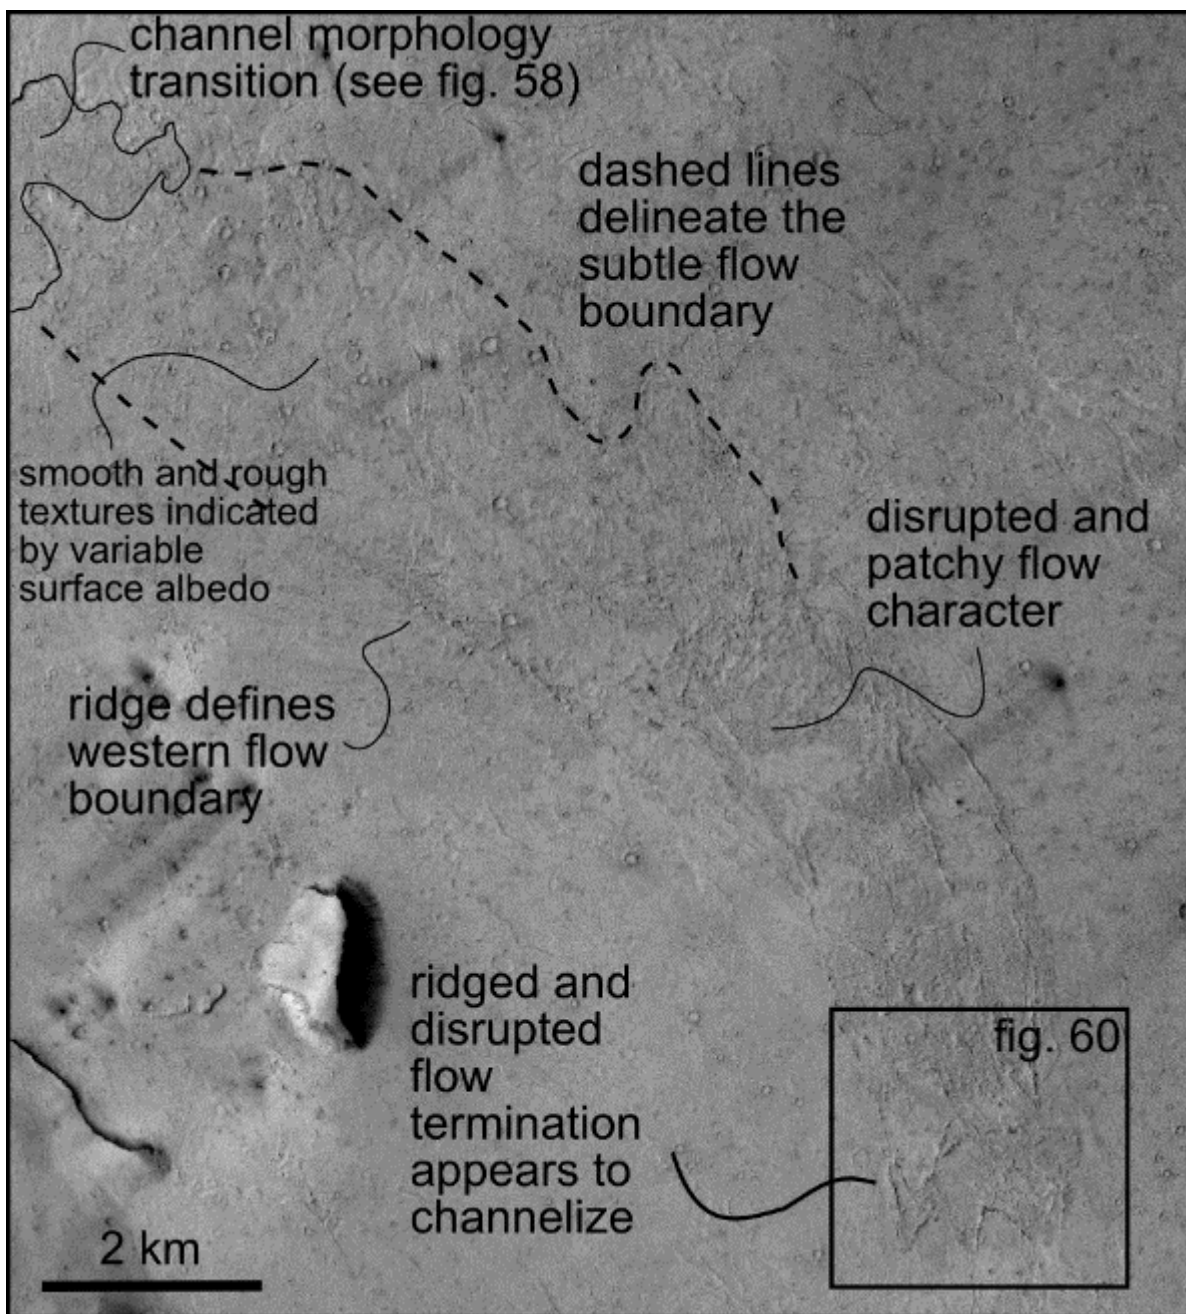 channel morphology
transition (see fig. 58)
dashed lines
delineate the
subtle flow
boundary
smooth and rough
textures indicated
by variable
surface albedo
disrupted and
patchy flow
character
ridge defines
western flow
boundary
ridged and
disrupted
flow
termination
appears to
channelize
fig. 60
2 km